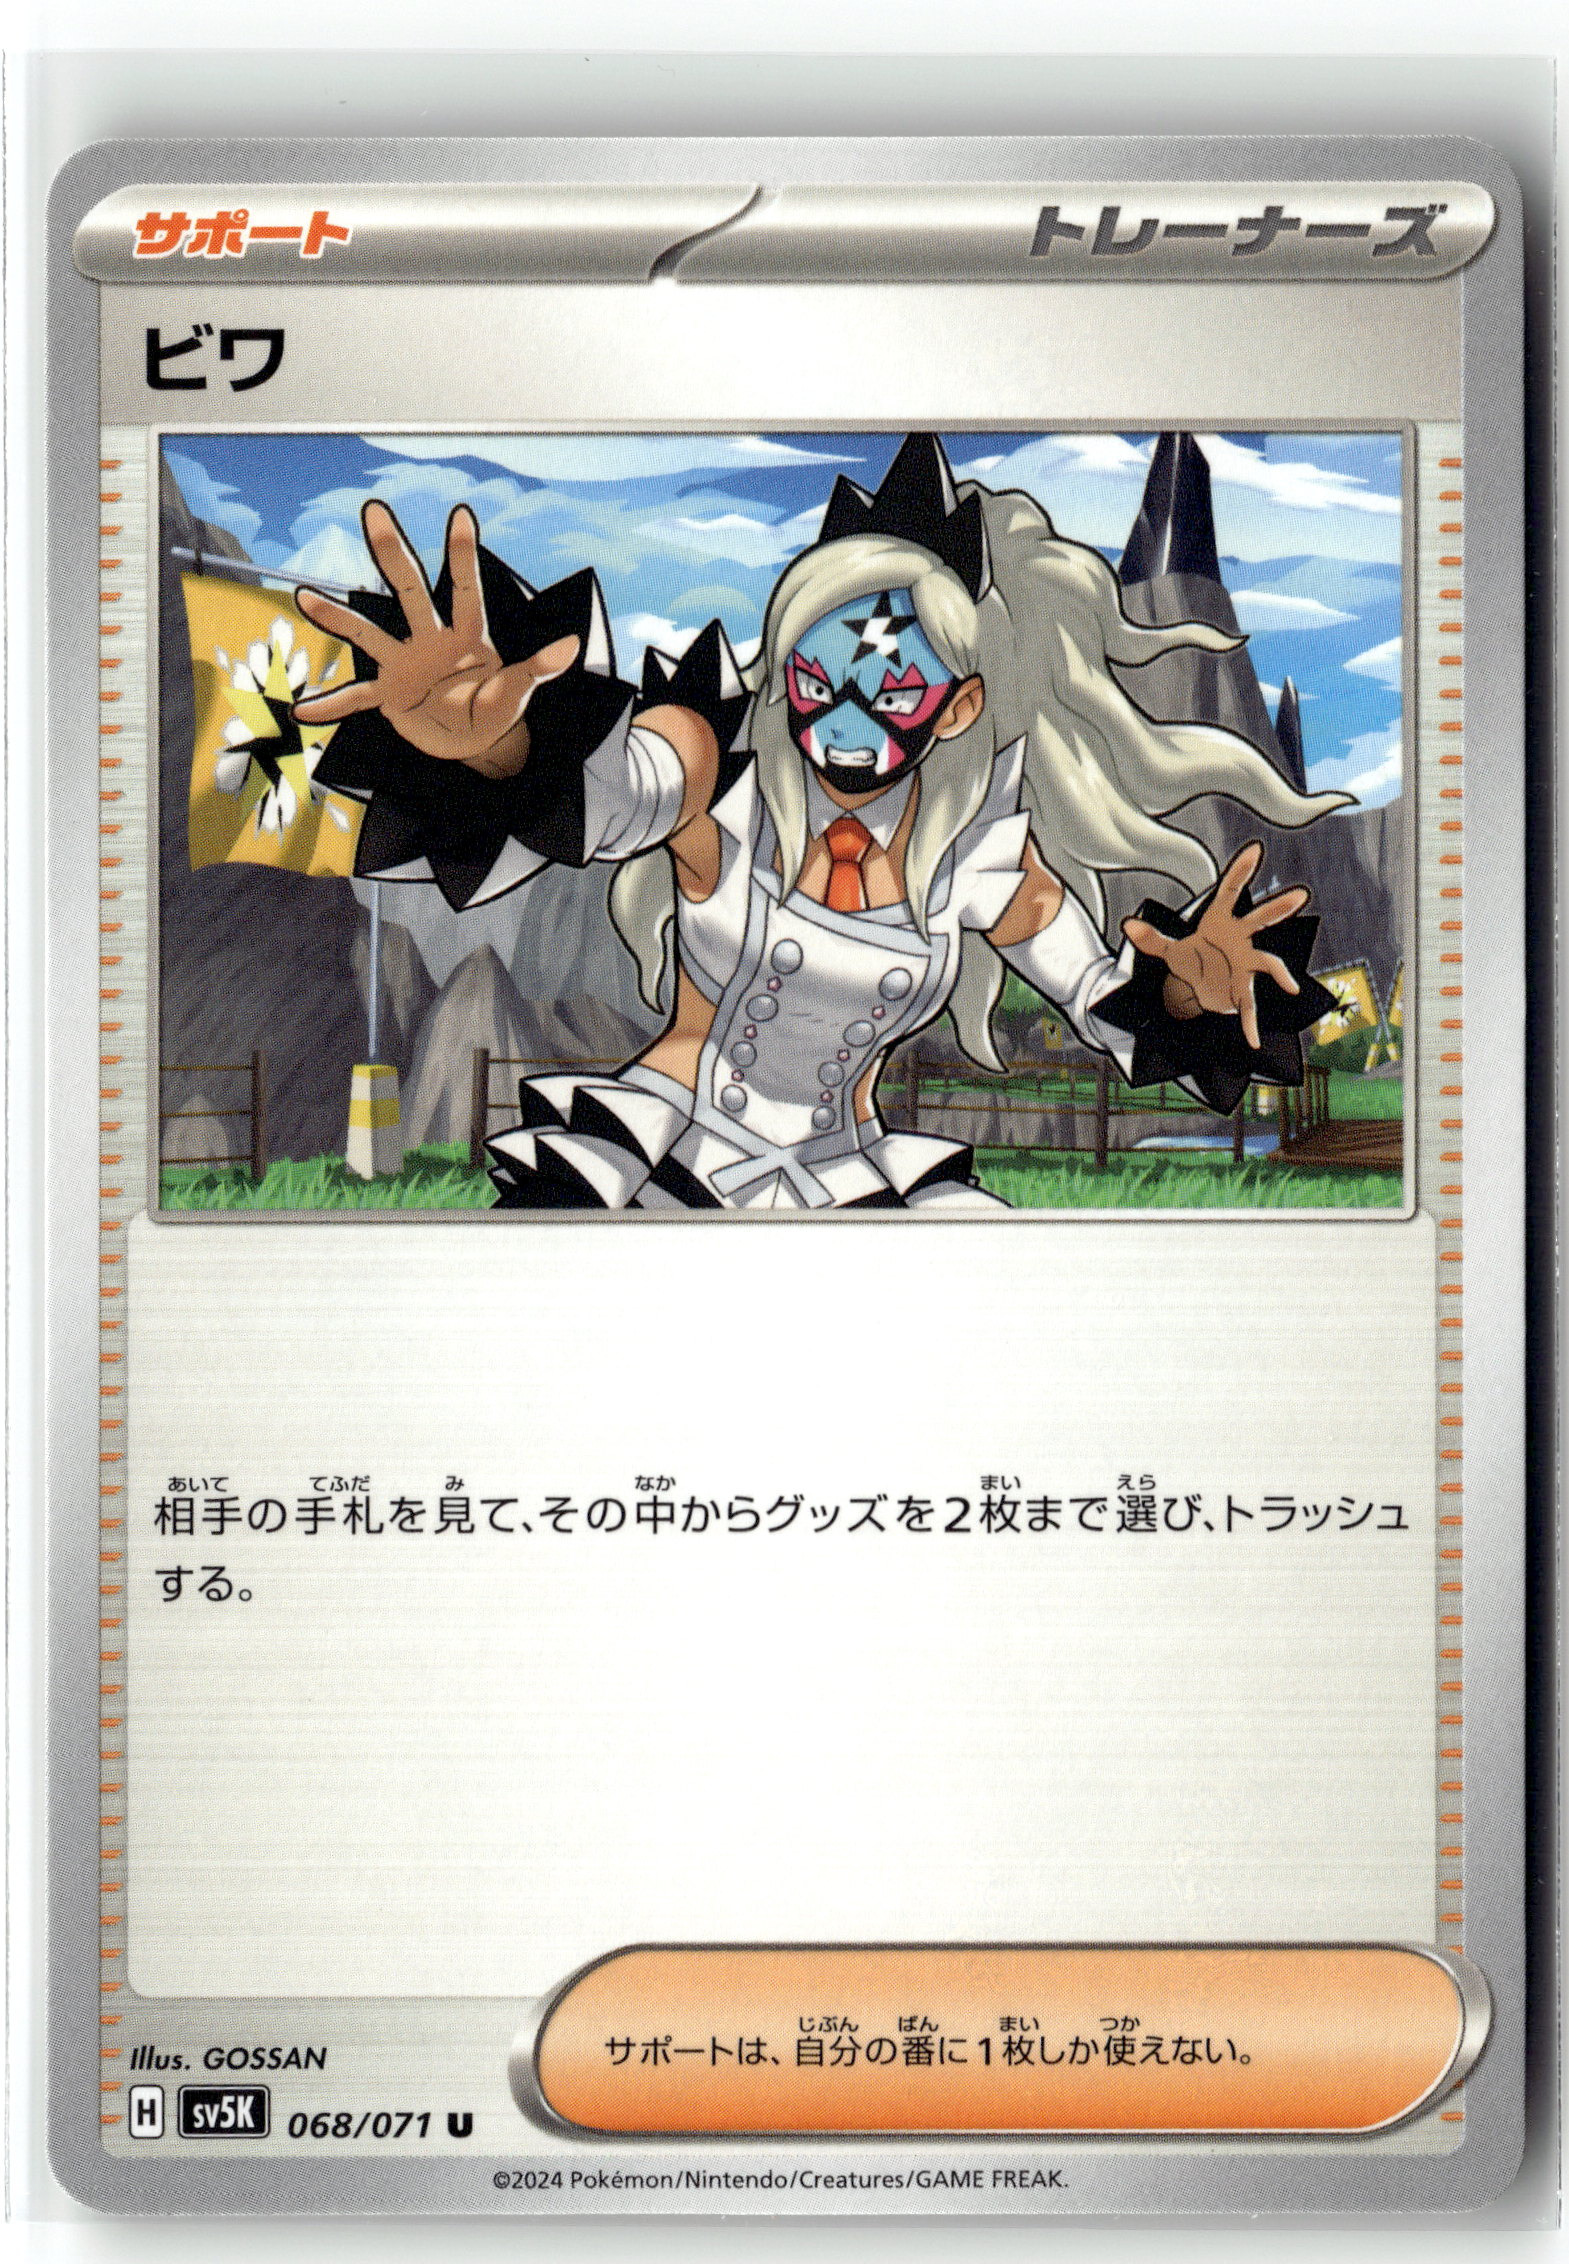 サポート
トレーナーズ
ビワ
相手の手札を見て、その中からグッズを2枚まで選び、トラッシュ
あいて てふだ み なか まい えら
する。
サポートは、自分の番に1枚しか使えない。
じぶん ばん まい つか
Illus. GOSSAN
H SV5K 068/071 U
©2024 Pokémon/Nintendo/Creatures/GAME FREAK.